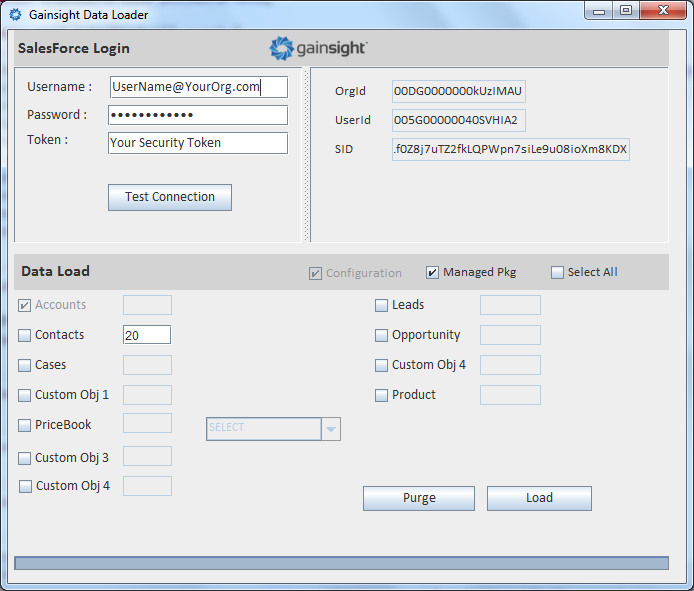 Gainsight Data Loader
SalesForce Login
gainsight
Username :
UserName@YourOrg.com
Password :
••••••••••••
Token :
Your Security Token
Test Connection
OrgId
00DG0000000kUzIMAU
UserId
005G00000040SVHIA2
SID
.f0Z8j7uTZ2fkLQPWpn7siLe9u08ioXm8KDX
Data Load
Configuration
Managed Pkg
Select All
Accounts
Contacts
20
Cases
Custom Obj 1
PriceBook
SELECT
Custom Obj 3
Custom Obj 4
Leads
Opportunity
Custom Obj 4
Product
Purge
Load